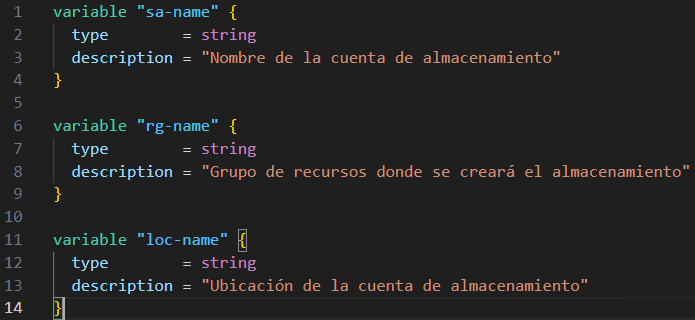 1 variable "sa-name" {
2   type        = string
3   description = "Nombre de la cuenta de almacenamiento"
4 }
5
6 variable "rg-name" {
7   type        = string
8   description = "Grupo de recursos donde se creará el almacenamiento"
9 }
10
11 variable "loc-name" {
12   type        = string
13   description = "Ubicación de la cuenta de almacenamiento"
14 }